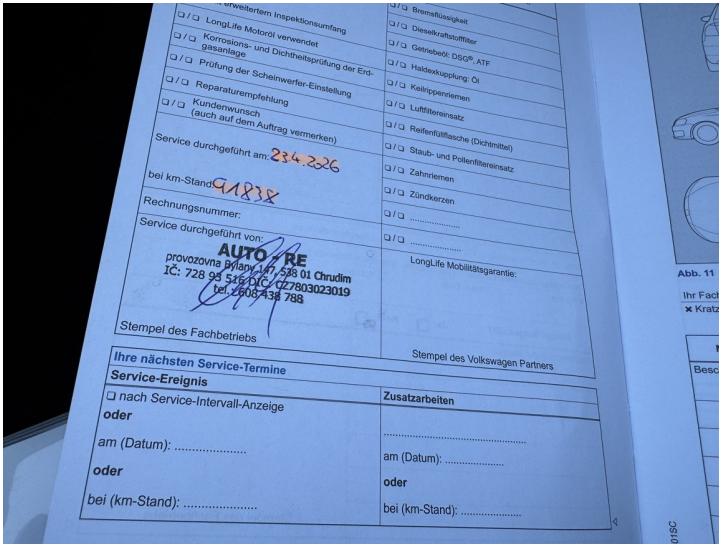 erweitertem Inspektionsumfang
❏ / ❏ LongLife Motoröl verwendet
❏ / ❏ Korrosions- und Dichtheitsprüfung der Erd-
gasanlage
❏ / ❏ Prüfung der Scheinwerfer-Einstellung
❏ / ❏ Reparaturempfehlung
❏ / ❏ Kundenwunsch
(auch auf dem Auftrag vermerken)
Service durchgeführt am: 23.4.2026
bei km-Stand: 91838
Rechnungsnummer:
Service durchgeführt von:
AUTO - RE
provozovna Bylany 147, 538 01 Chrudim
IČ: 728 93 516 DIČ: CZ7803023019
tel.: 608 438 788
Stempel des Fachbetriebs
❏ / ❏ Bremsflüssigkeit
❏ / ❏ Dieselkraftstofffilter
❏ / ❏ Getriebeöl: DSG®, ATF
❏ / ❏ Haldexkupplung: Öl
❏ / ❏ Keilrippenriemen
❏ / ❏ Luftfiltereinsatz
❏ / ❏ Reifenfüllflasche (Dichtmittel)
❏ / ❏ Staub- und Pollenfiltereinsatz
❏ / ❏ Zahnriemen
❏ / ❏ Zündkerzen
❏ / ❏ ....................
❏ / ❏ ....................
LongLife Mobilitätsgarantie:
Stempel des Volkswagen Partners
Ihre nächsten Service-Termine
Service-Ereignis
❏ nach Service-Intervall-Anzeige
oder
am (Datum): ....................
oder
bei (km-Stand): ....................
Zusatzarbeiten
........................................
am (Datum): ....................
oder
bei (km-Stand): ....................
Abb. 11
Ihr Fach
× Kratz
Besc
01SC